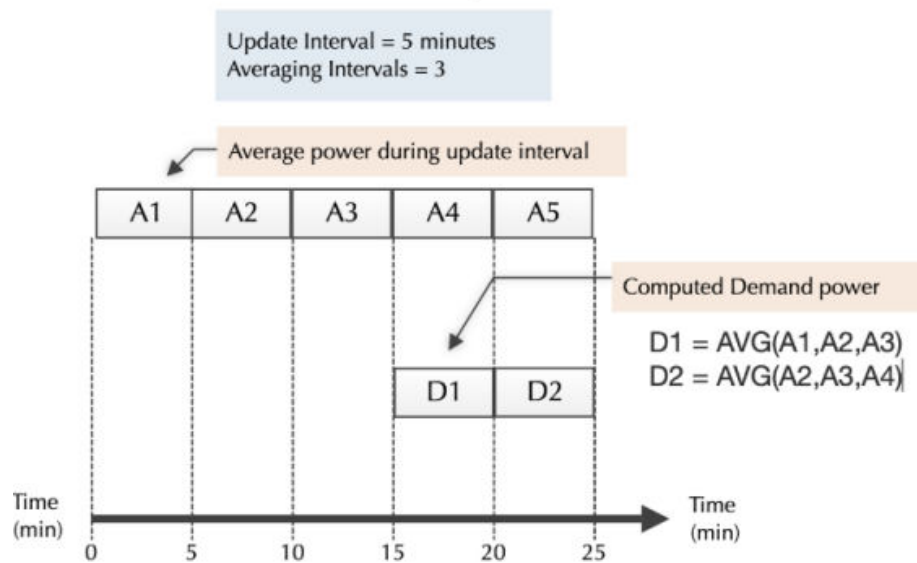 Update Interval = 5 minutes
Averaging Intervals = 3
Average power during update interval
A1 A2 A3 A4 A5
Computed Demand power
D1 = AVG(A1,A2,A3)
D2 = AVG(A2,A3,A4)
D1 D2
Time
(min)
Time
(min)
0 5 10 15 20 25